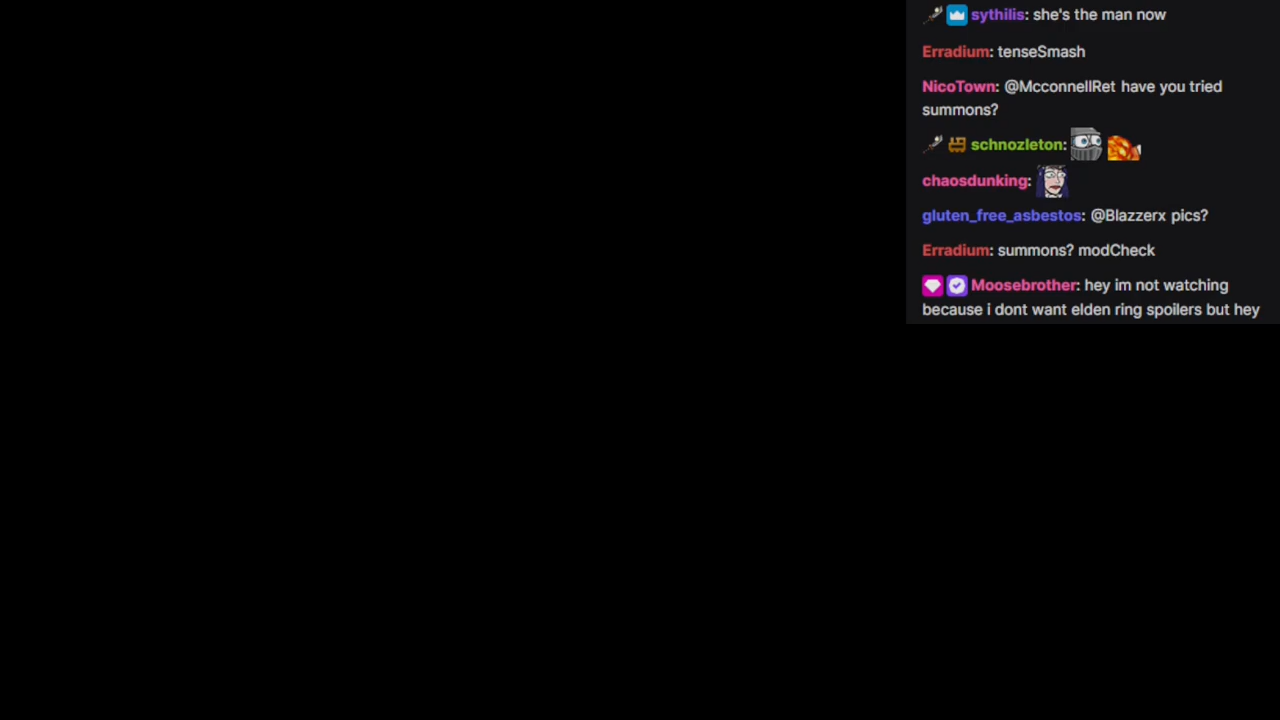 sythilis: she's the man now
Erradium: tenseSmash
NicoTown: @McconnellRet have you tried
summons?
schnozleton:
chaosdunking:
gluten_free_asbestos: @Blazzerx pics?
Erradium: summons? modCheck
Moosebrother: hey im not watching
because i dont want elden ring spoilers but hey